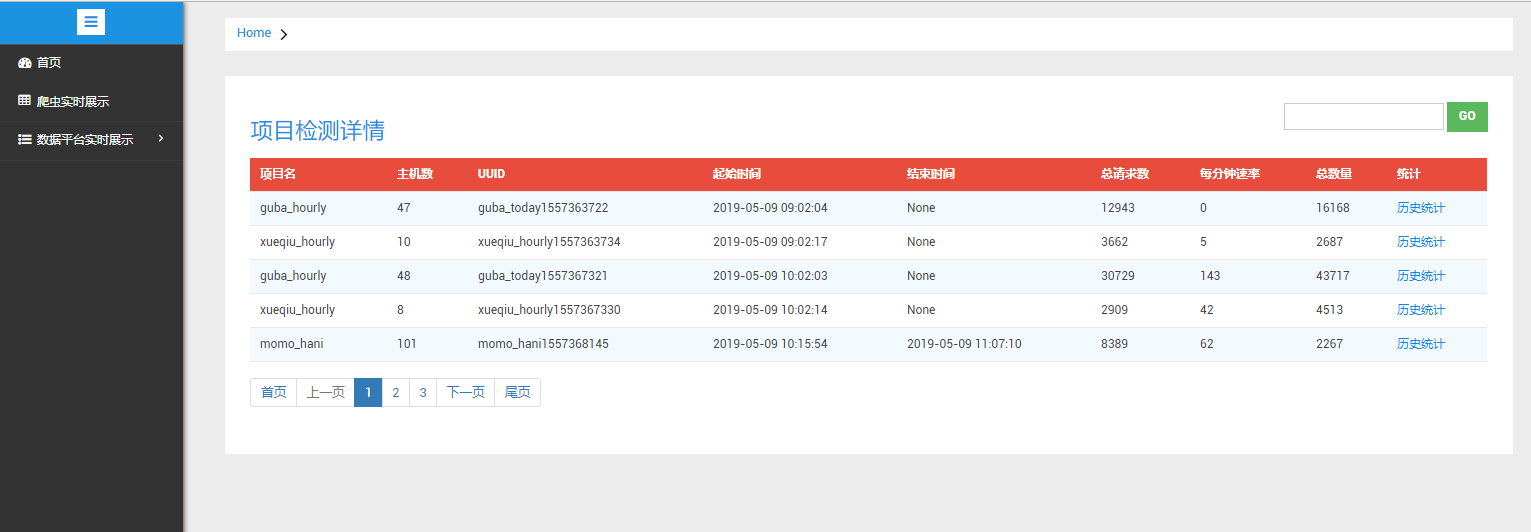 Home
首页
爬虫实时展示
数据平台实时展示
GO
项目检测详情
项目名 主机数 UUID 起始时间 结束时间 总请求数 每分钟速率 总数量 统计
guba_hourly 47 guba_today1557363722 2019-05-09 09:02:04 None 12943 0 16168 历史统计
xueqiu_hourly 10 xueqiu_hourly1557363734 2019-05-09 09:02:17 None 3662 5 2687 历史统计
guba_hourly 48 guba_today1557367321 2019-05-09 10:02:03 None 30729 143 43717 历史统计
xueqiu_hourly 8 xueqiu_hourly1557367330 2019-05-09 10:02:14 None 2909 42 4513 历史统计
momo_hani 101 momo_hani1557368145 2019-05-09 10:15:54 2019-05-09 11:07:10 8389 62 2267 历史统计
首页 上一页 1 2 3 下一页 尾页